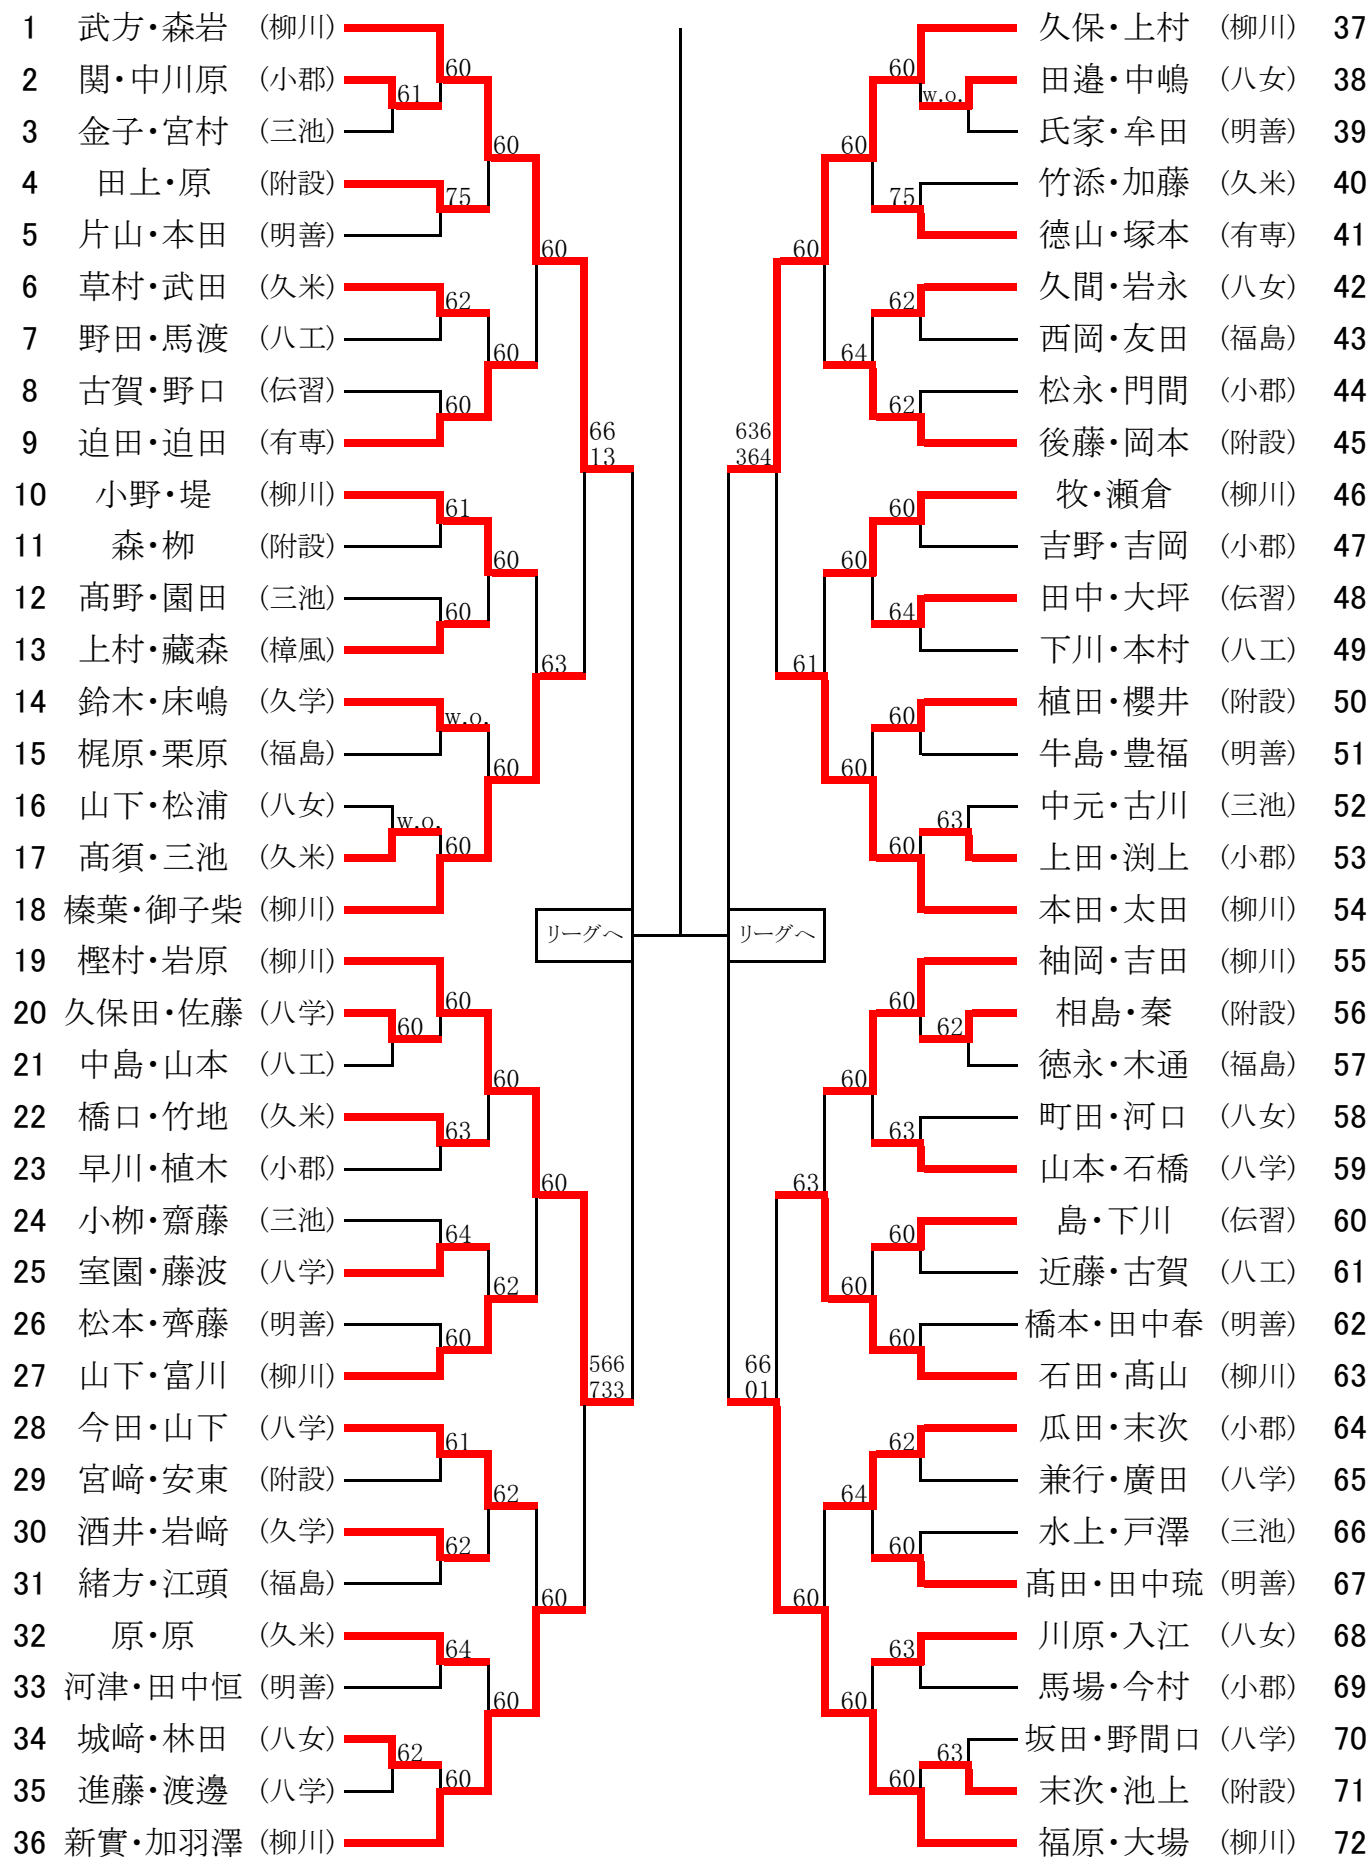 1 武方・森岩 (柳川)
2 関・中川原 (小郡)
3 金子・宮村 (三池)
4 田上・原 (附設)
5 片山・本田 (明善)
6 草村・武田 (久米)
7 野田・馬渡 (八工)
8 古賀・野口 (伝習)
9 迫田・迫田 (有専)
10 小野・堤 (柳川)
11 森・栁 (附設)
12 髙野・園田 (三池)
13 上村・藏森 (樟風)
14 鈴木・床嶋 (久学)
15 梶原・栗原 (福島)
16 山下・松浦 (八女)
17 髙須・三池 (久米)
18 榛葉・御子柴 (柳川)
19 樫村・岩原 (柳川)
20 久保田・佐藤 (八学)
21 中島・山本 (八工)
22 橋口・竹地 (久米)
23 早川・植木 (小郡)
24 小栁・齋藤 (三池)
25 室園・藤波 (八学)
26 松本・齊藤 (明善)
27 山下・富川 (柳川)
28 今田・山下 (八学)
29 宮﨑・安東 (附設)
30 酒井・岩﨑 (久学)
31 緒方・江頭 (福島)
32 原・原 (久米)
33 河津・田中恒 (明善)
34 城﨑・林田 (八女)
35 進藤・渡邊 (八学)
36 新實・加羽澤 (柳川)
61
w.o.
60
62
60
75
62
60
61
60
w.o.
60
60
63
64
60
61
62
64
60
60
60
60
60
60
62
62
60
60
63
60
60
66
13
566
733
リーグへ
リーグへ
636
364
66
01
60
61
63
60
60
64
60
60
60
60
64
60
60
75
62
62
60
64
60
60
60
63
60
60
62
60
63
60
w.o.
63
62
63
久保・上村 (柳川) 37
田邉・中嶋 (八女) 38
氏家・牟田 (明善) 39
竹添・加藤 (久米) 40
德山・塚本 (有専) 41
久間・岩永 (八女) 42
西岡・友田 (福島) 43
松永・門間 (小郡) 44
後藤・岡本 (附設) 45
牧・瀬倉 (柳川) 46
吉野・吉岡 (小郡) 47
田中・大坪 (伝習) 48
下川・本村 (八工) 49
植田・櫻井 (附設) 50
牛島・豊福 (明善) 51
中元・古川 (三池) 52
上田・渕上 (小郡) 53
本田・太田 (柳川) 54
袖岡・吉田 (柳川) 55
相島・秦 (附設) 56
徳永・木通 (福島) 57
町田・河口 (八女) 58
山本・石橋 (八学) 59
島・下川 (伝習) 60
近藤・古賀 (八工) 61
橋本・田中春 (明善) 62
石田・髙山 (柳川) 63
瓜田・末次 (小郡) 64
兼行・廣田 (八学) 65
水上・戸澤 (三池) 66
髙田・田中琉 (明善) 67
川原・入江 (八女) 68
馬場・今村 (小郡) 69
坂田・野間口 (八学) 70
末次・池上 (附設) 71
福原・大場 (柳川) 72